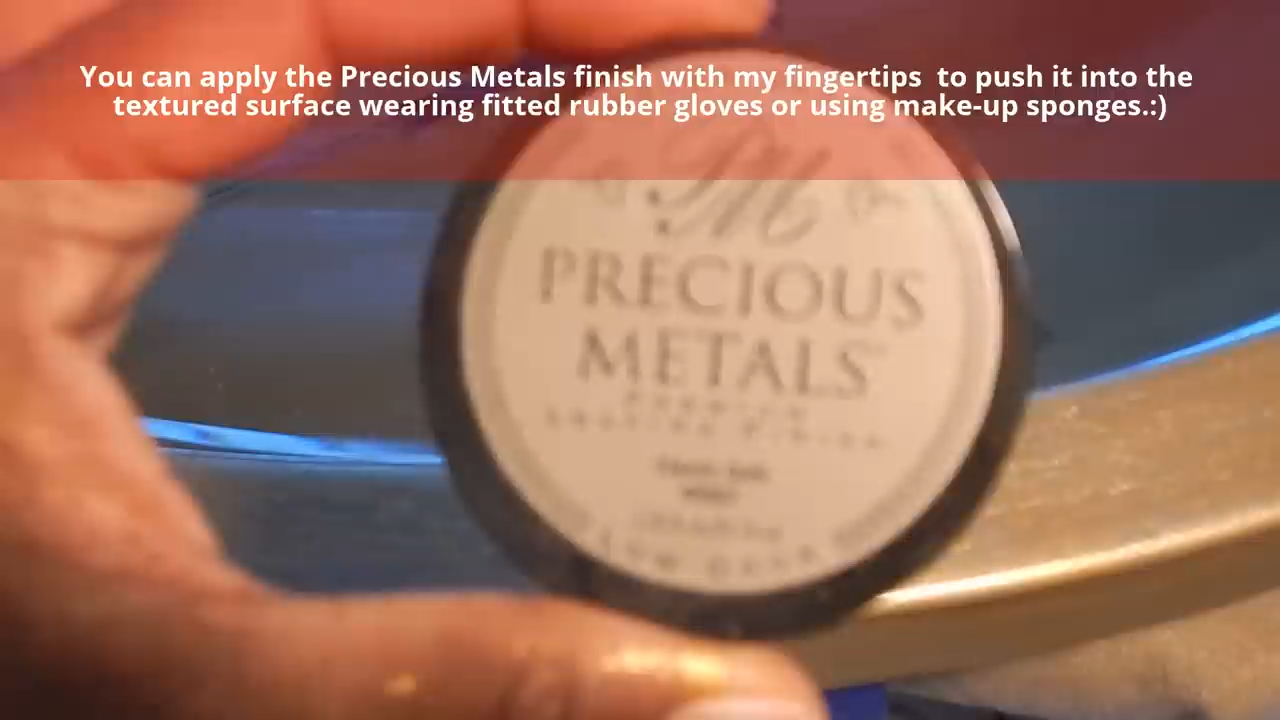 You can apply the Precious Metals finish with my fingertips  to push it into the
textured surface wearing fitted rubber gloves or using make-up sponges.:)
PM
PRECIOUS
METALS